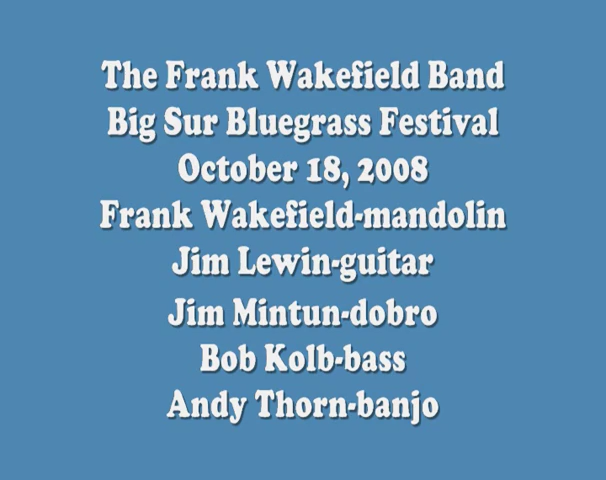 The Frank Wakefield Band
Big Sur Bluegrass Festival
October 18, 2008
Frank Wakefield-mandolin
Jim Lewin-guitar
Jim Mintun-dobro
Bob Kolb-bass
Andy Thorn-banjo